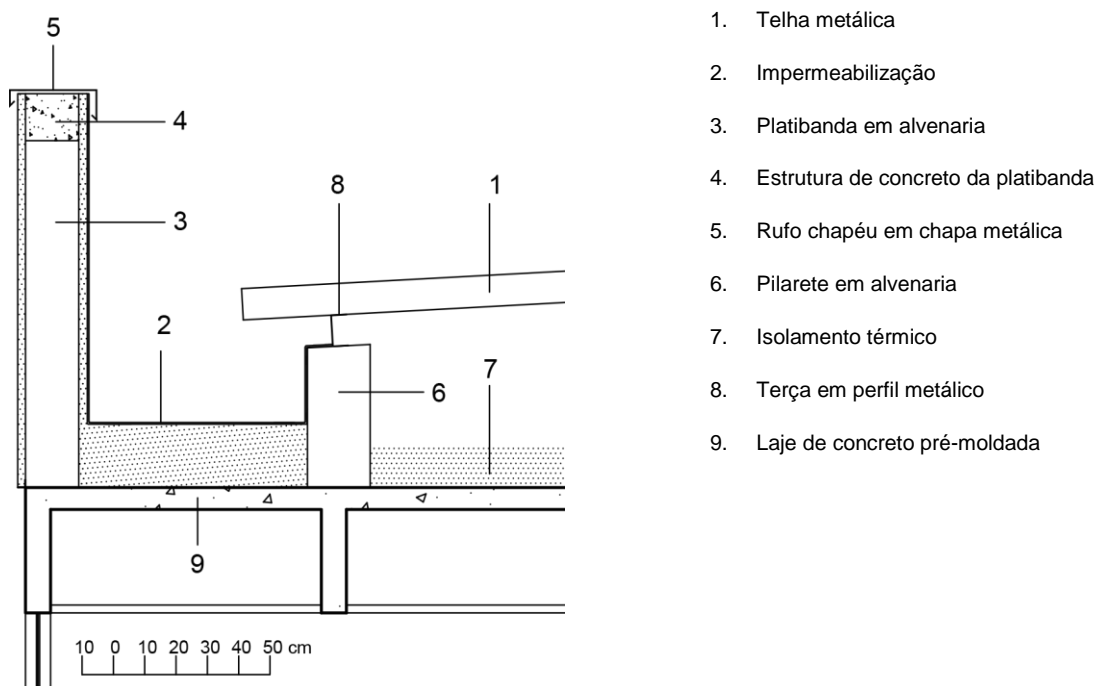 5
4
3
8
1
2
6
7
9
10 0 10 20 30 40 50 cm
1. Telha metálica
2. Impermeabilização
3. Platibanda em alvenaria
4. Estrutura de concreto da platibanda
5. Rufo chapéu em chapa metálica
6. Pilarete em alvenaria
7. Isolamento térmico
8. Terça em perfil metálico
9. Laje de concreto pré-moldada